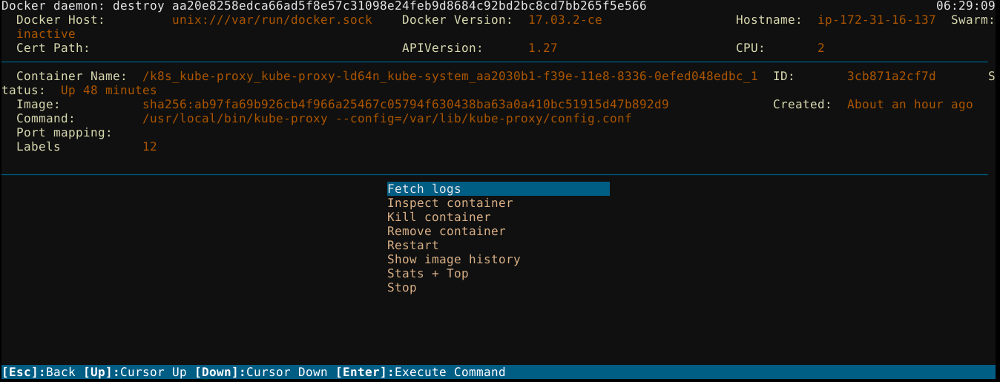 Docker daemon: destroy aa20e8258edca66ad5f8e57c31098e24feb9d8684c92bd2bc8cd7bb265f5e566 06:29:09
Docker Host: unix:///var/run/docker.sock Docker Version: 17.03.2-ce Hostname: ip-172-31-16-137 Swarm:
inactive
Cert Path: APIVersion: 1.27 CPU: 2
Container Name: /k8s_kube-proxy_kube-proxy-ld64n_kube-system_aa2030b1-f39e-11e8-8336-0efed048edbc_1 ID: 3cb871a2cf7d S
tatus: Up 48 minutes
Image: sha256:ab97fa69b926cb4f966a25467c05794f630438ba63a0a410bc51915d47b892d9 Created: About an hour ago
Command: /usr/local/bin/kube-proxy --config=/var/lib/kube-proxy/config.conf
Port mapping:
Labels 12
Fetch logs
Inspect container
Kill container
Remove container
Restart
Show image history
Stats + Top
Stop
[Esc]:Back [Up]:Cursor Up [Down]:Cursor Down [Enter]:Execute Command